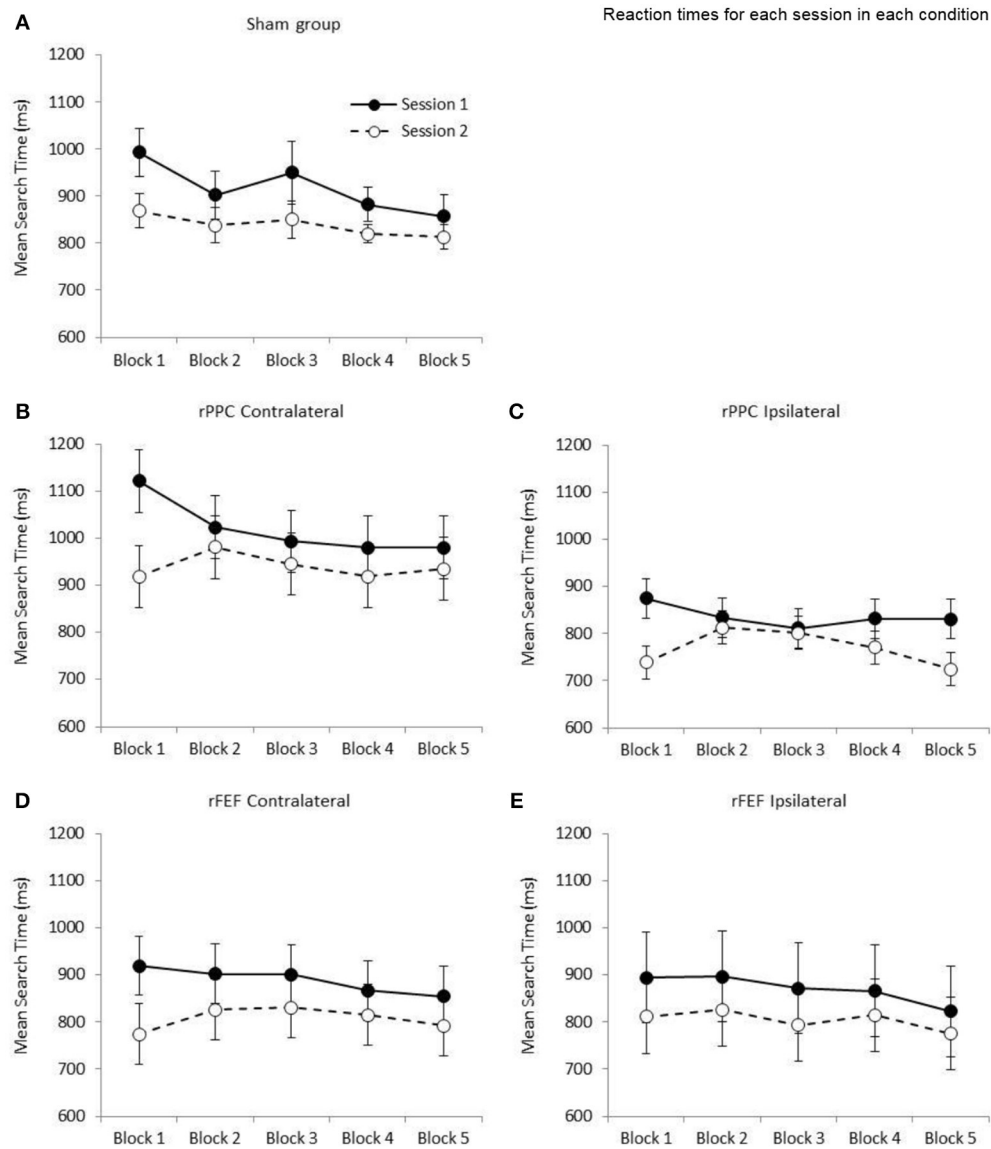 Reaction times for each session in each condition
A
Sham group
Mean Search Time (ms)
1200
1100
1000
900
800
700
600
Session 1
Session 2
Block 1 Block 2 Block 3 Block 4 Block 5
B
rPPC Contralateral
Mean Search Time (ms)
1200
1100
1000
900
800
700
600
Block 1 Block 2 Block 3 Block 4 Block 5
C
rPPC Ipsilateral
Mean Search Time (ms)
1200
1100
1000
900
800
700
600
Block 1 Block 2 Block 3 Block 4 Block 5
D
rFEF Contralateral
Mean Search Time (ms)
1200
1100
1000
900
800
700
600
Block 1 Block 2 Block 3 Block 4 Block 5
E
rFEF Ipsilateral
Mean Search Time (ms)
1200
1100
1000
900
800
700
600
Block 1 Block 2 Block 3 Block 4 Block 5